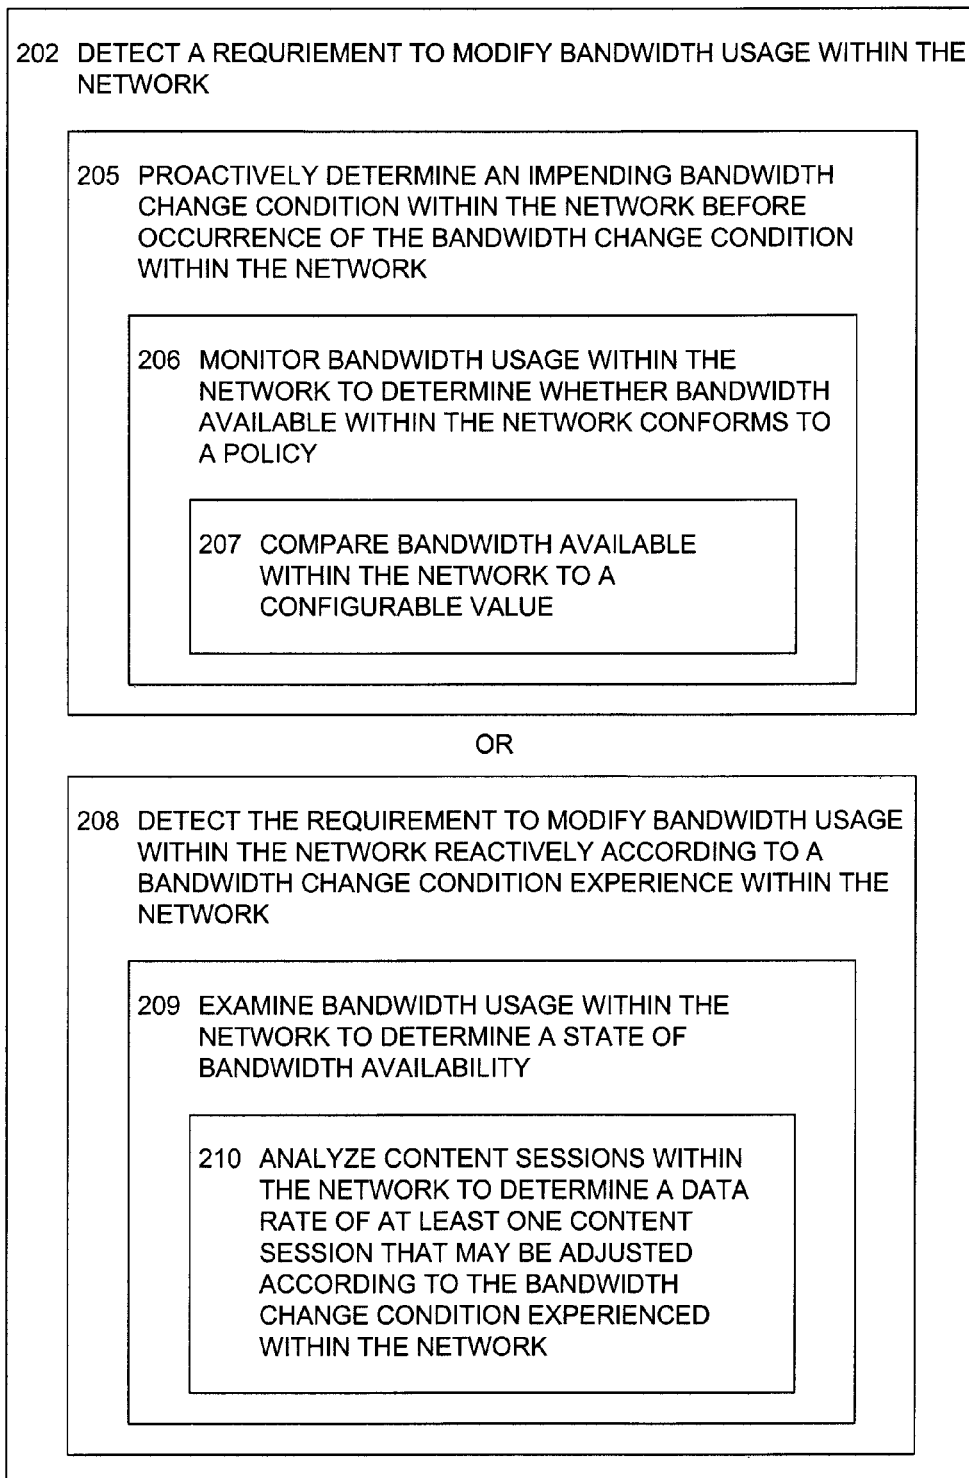 202 DETECT A REQURIEMENT TO MODIFY BANDWIDTH USAGE WITHIN THE
NETWORK
205 PROACTIVELY DETERMINE AN IMPENDING BANDWIDTH
CHANGE CONDITION WITHIN THE NETWORK BEFORE
OCCURRENCE OF THE BANDWIDTH CHANGE CONDITION
WITHIN THE NETWORK
206 MONITOR BANDWIDTH USAGE WITHIN THE
NETWORK TO DETERMINE WHETHER BANDWIDTH
AVAILABLE WITHIN THE NETWORK CONFORMS TO
A POLICY
207 COMPARE BANDWIDTH AVAILABLE
WITHIN THE NETWORK TO A
CONFIGURABLE VALUE
OR
208 DETECT THE REQUIREMENT TO MODIFY BANDWIDTH USAGE
WITHIN THE NETWORK REACTIVELY ACCORDING TO A
BANDWIDTH CHANGE CONDITION EXPERIENCE WITHIN THE
NETWORK
209 EXAMINE BANDWIDTH USAGE WITHIN THE
NETWORK TO DETERMINE A STATE OF
BANDWIDTH AVAILABILITY
210 ANALYZE CONTENT SESSIONS WITHIN
THE NETWORK TO DETERMINE A DATA
RATE OF AT LEAST ONE CONTENT
SESSION THAT MAY BE ADJUSTED
ACCORDING TO THE BANDWIDTH
CHANGE CONDITION EXPERIENCED
WITHIN THE NETWORK